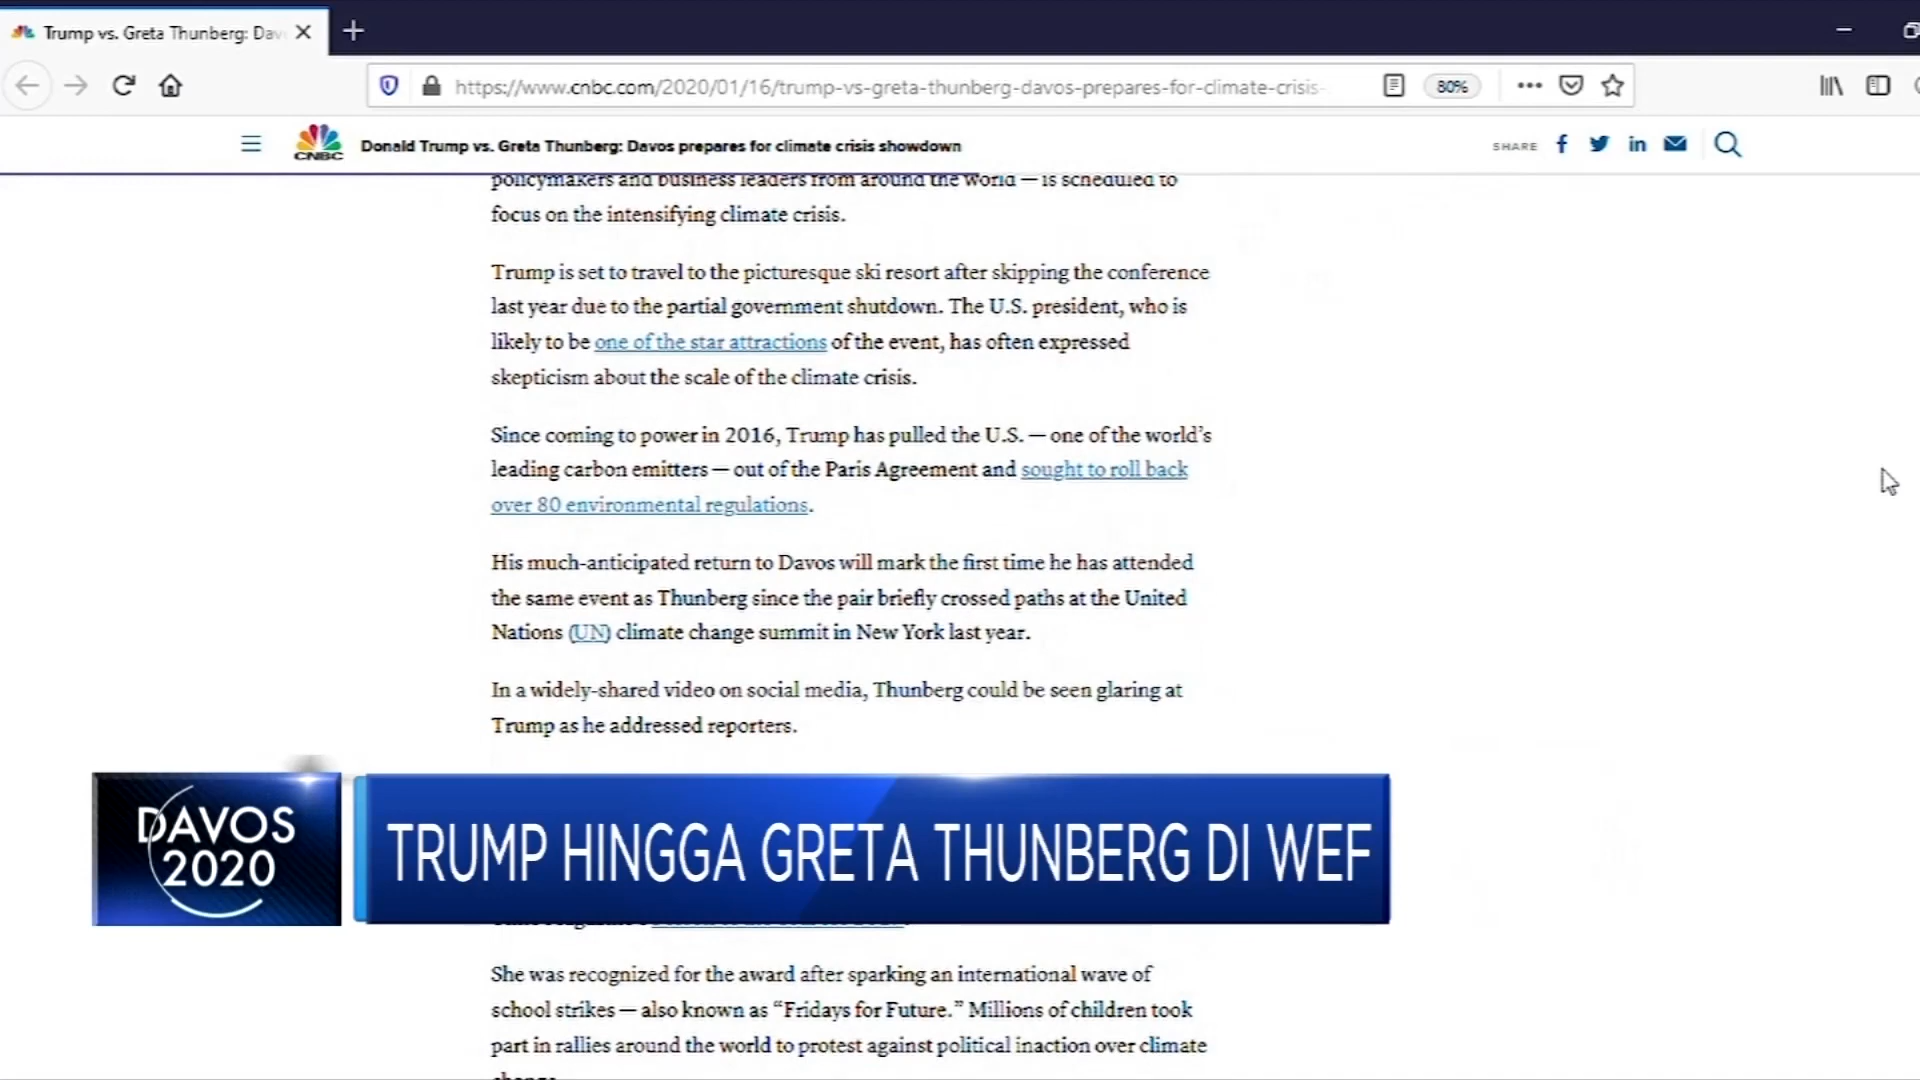 Trump vs. Greta Thunberg: Dav
https://www.cnbc.com/2020/01/16/trump-vs-greta-thunberg-davos-prepares-for-climate-crisis-
80%
CNBC
Donald Trump vs. Greta Thunberg: Davos prepares for climate crisis showdown
SHARE
policymakers and business leaders from around the world — is scheduled to
focus on the intensifying climate crisis.
Trump is set to travel to the picturesque ski resort after skipping the conference
last year due to the partial government shutdown. The U.S. president, who is
likely to be one of the star attractions of the event, has often expressed
skepticism about the scale of the climate crisis.
Since coming to power in 2016, Trump has pulled the U.S. — one of the world’s
leading carbon emitters — out of the Paris Agreement and sought to roll back
over 80 environmental regulations.
His much-anticipated return to Davos will mark the first time he has attended
the same event as Thunberg since the pair briefly crossed paths at the United
Nations (UN) climate change summit in New York last year.
In a widely-shared video on social media, Thunberg could be seen glaring at
Trump as he addressed reporters.
DAVOS
2020
TRUMP HINGGA GRETA THUNBERG DI WEF
She was recognized for the award after sparking an international wave of
school strikes — also known as “Fridays for Future.” Millions of children took
part in rallies around the world to protest against political inaction over climate